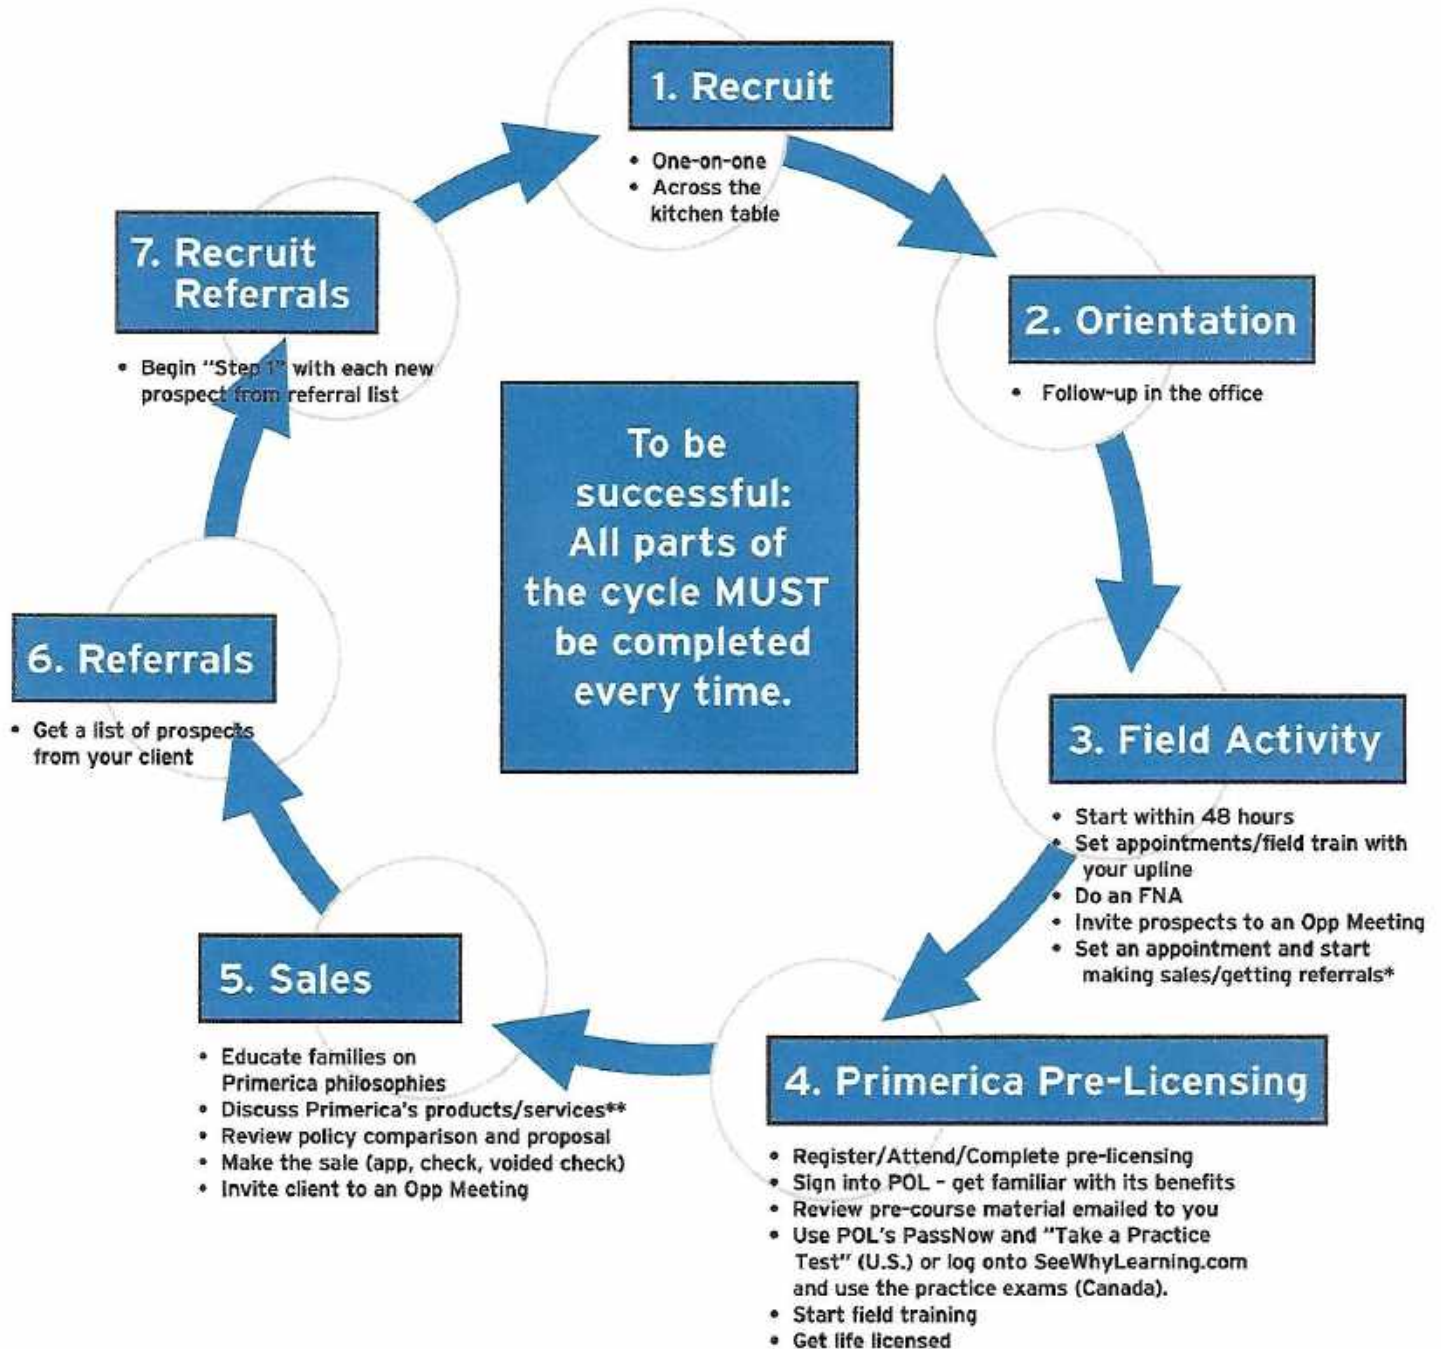 1. Recruit
• One-on-one
• Across the
kitchen table
2. Orientation
• Follow-up in the office
3. Field Activity
• Start within 48 hours
• Set appointments/field train with
your upline
• Do an FNA
• Invite prospects to an Opp Meeting
• Set an appointment and start
making sales/getting referrals*
4. Primerica Pre-Licensing
• Register/Attend/Complete pre-licensing
• Sign into POL - get familiar with its benefits
• Review pre-course material emailed to you
• Use POL's PassNow and "Take a Practice
Test" (U.S.) or log onto SeeWhyLearning.com
and use the practice exams (Canada).
• Start field training
• Get life licensed
5. Sales
• Educate families on
Primerica philosophies
• Discuss Primerica's products/services**
• Review policy comparison and proposal
• Make the sale (app, check, voided check)
• Invite client to an Opp Meeting
6. Referrals
• Get a list of prospects
from your client
7. Recruit
Referrals
• Begin "Step 1" with each new
prospect from referral list
To be
successful:
All parts of
the cycle MUST
be completed
every time.